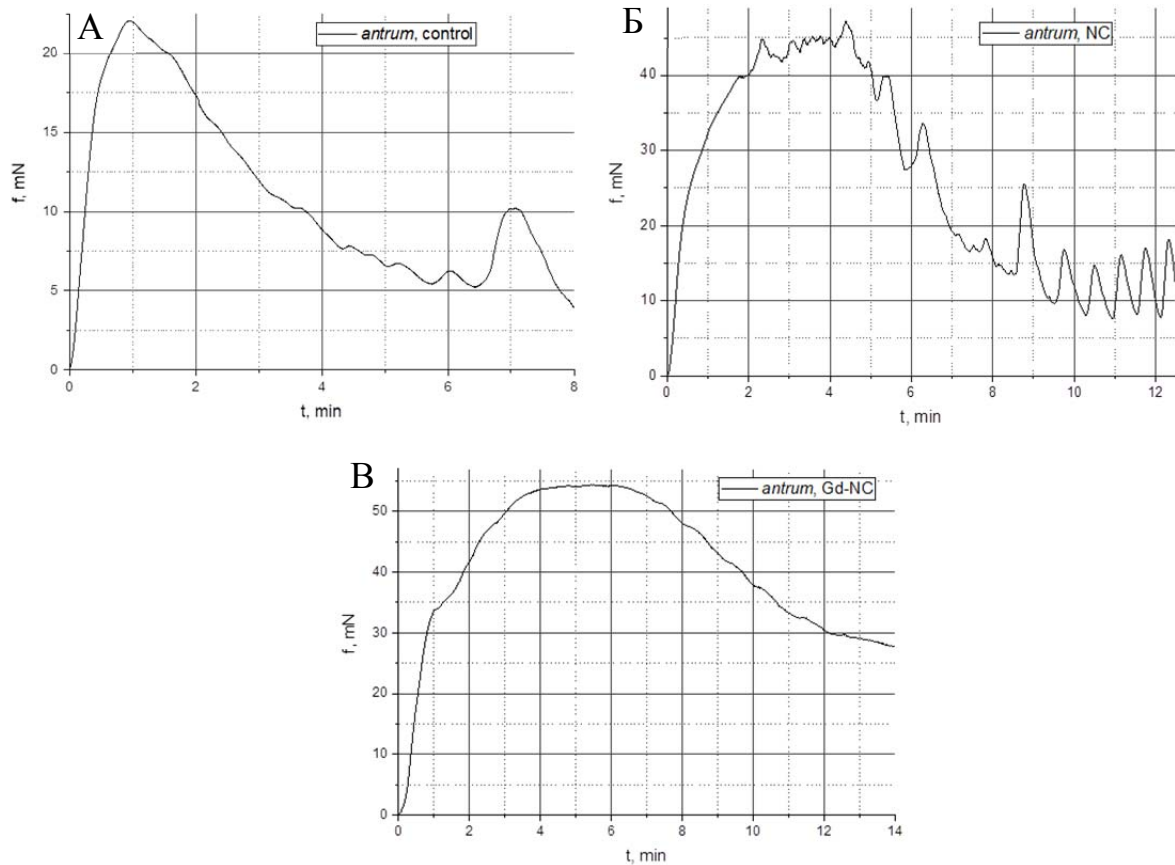 А
antrum, control
20
15
10
5
0
f, mN
0 2 4 6 8
t, min
Б
antrum, NC
40
30
20
10
0
f, mN
0 2 4 6 8 10 12
t, min
В
antrum, Gd-NC
50
40
30
20
10
0
f, mN
0 2 4 6 8 10 12 14
t, min